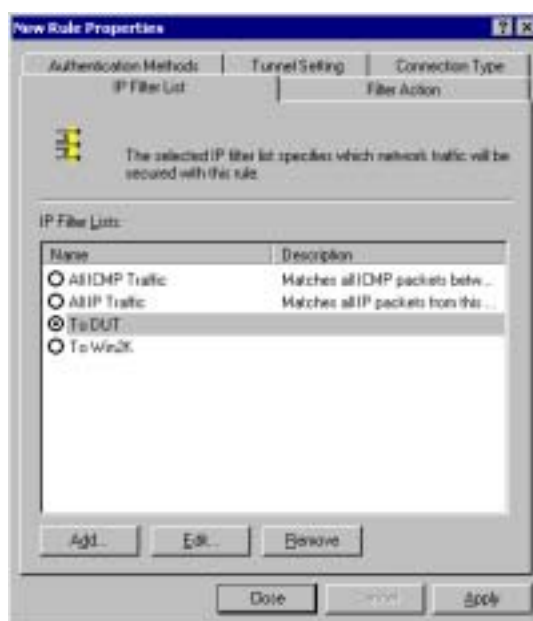 New Rule Properties
Authentication Methods Tunnel Setting Connection Type
IP Filter List Filter Action
The selected IP filter list specifies which network traffic will be
secured with this rule.
IP Filter Lists:
Name Description
All ICMP Traffic Matches all ICMP packets betw...
All IP Traffic Matches all IP packets from this ...
To DUT
To Win2K
Add... Edit... Remove
Close Cancel Apply